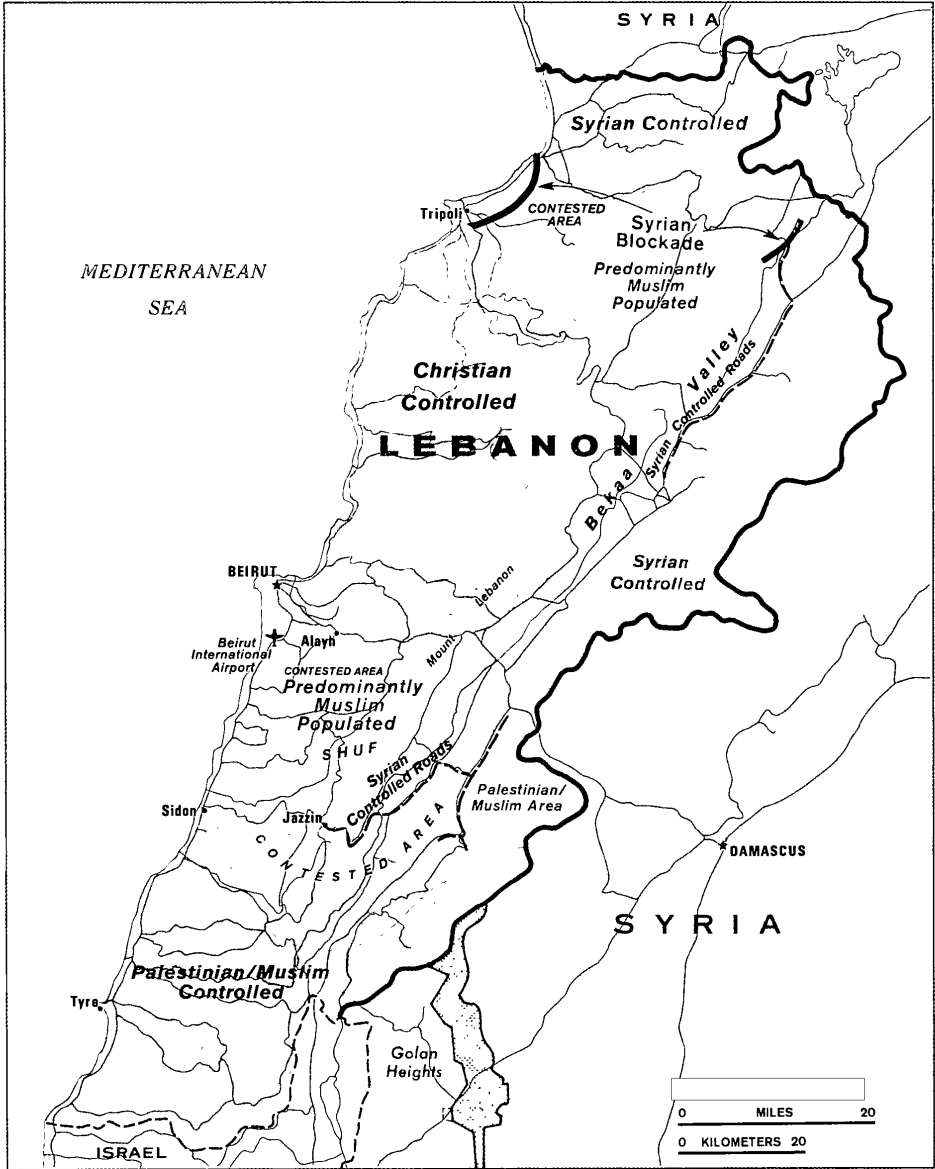 SYRIA
Syrian Controlled
Tripoli
CONTESTED
AREA
Syrian
Blockade
Predominantly
Muslim
Populated
MEDITERRANEAN
SEA
Valley
Syrian Controlled Roads
Christian
Controlled
LEBANON
Bekaa
Syrian
Controlled
BEIRUT
Lebanon
Mount
Beirut
International
Airport
Alayh
CONTESTED AREA
Predominantly
Muslim
Populated
SHUF
Syrian
Controlled Roads
Palestinian/
Muslim Area
Sidon
Jazzin
CONTESTED AREA
DAMASCUS
SYRIA
Palestinian/Muslim
Controlled
Tyre
Golan
Heights
0 MILES 20
0 KILOMETERS 20
ISRAEL